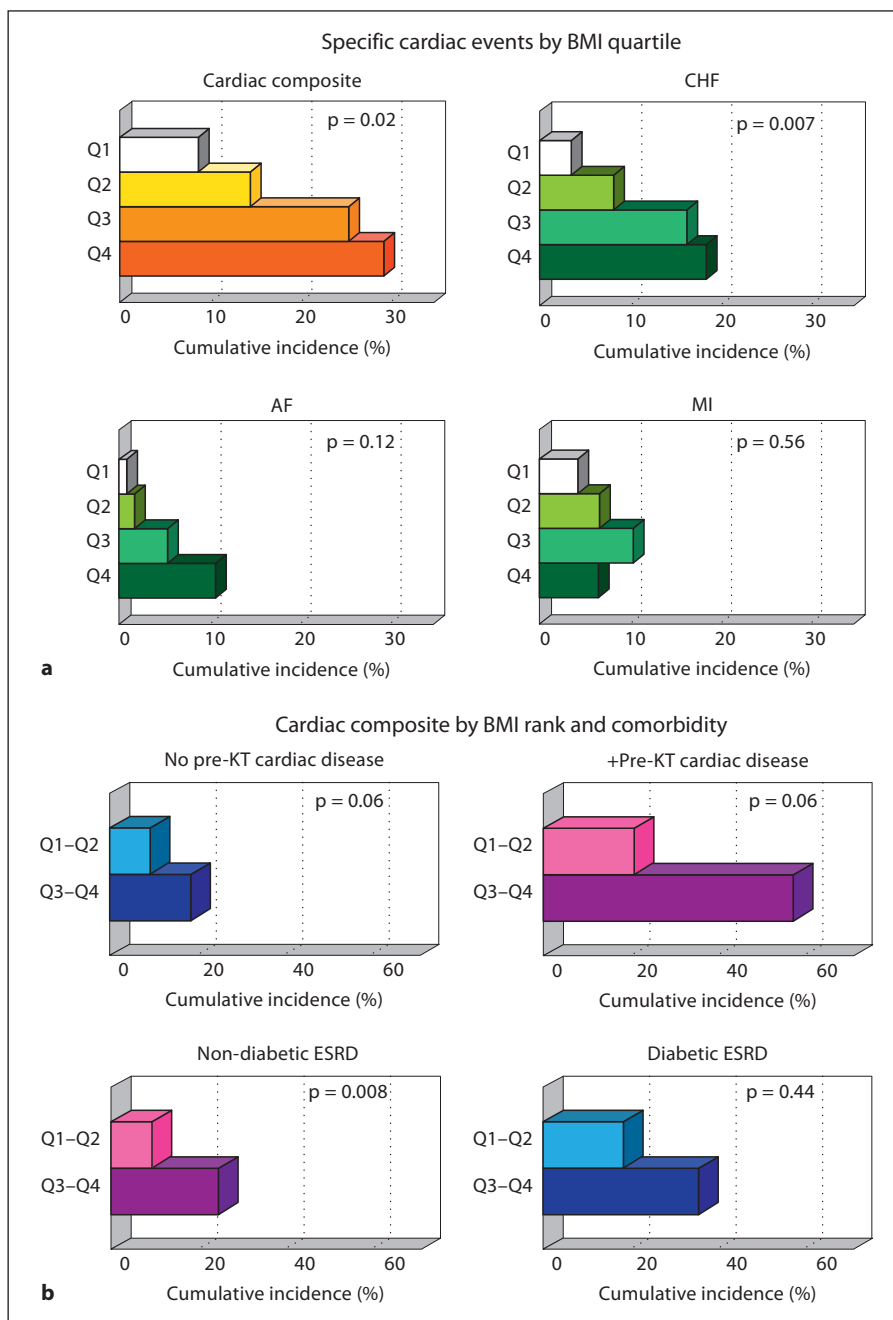 Specific cardiac events by BMI quartile
Cardiac composite
p = 0.02
Q1
Q2
Q3
Q4
0 10 20 30
Cumulative incidence (%)
CHF
p = 0.007
Q1
Q2
Q3
Q4
0 10 20 30
Cumulative incidence (%)
AF
p = 0.12
Q1
Q2
Q3
Q4
0 10 20 30
Cumulative incidence (%)
MI
p = 0.56
Q1
Q2
Q3
Q4
0 10 20 30
Cumulative incidence (%)
a
Cardiac composite by BMI rank and comorbidity
No pre-KT cardiac disease
p = 0.06
Q1–Q2
Q3–Q4
0 20 40 60
Cumulative incidence (%)
+Pre-KT cardiac disease
p = 0.06
Q1–Q2
Q3–Q4
0 20 40 60
Cumulative incidence (%)
Non-diabetic ESRD
p = 0.008
Q1–Q2
Q3–Q4
0 20 40 60
Cumulative incidence (%)
Diabetic ESRD
p = 0.44
Q1–Q2
Q3–Q4
0 20 40 60
Cumulative incidence (%)
b